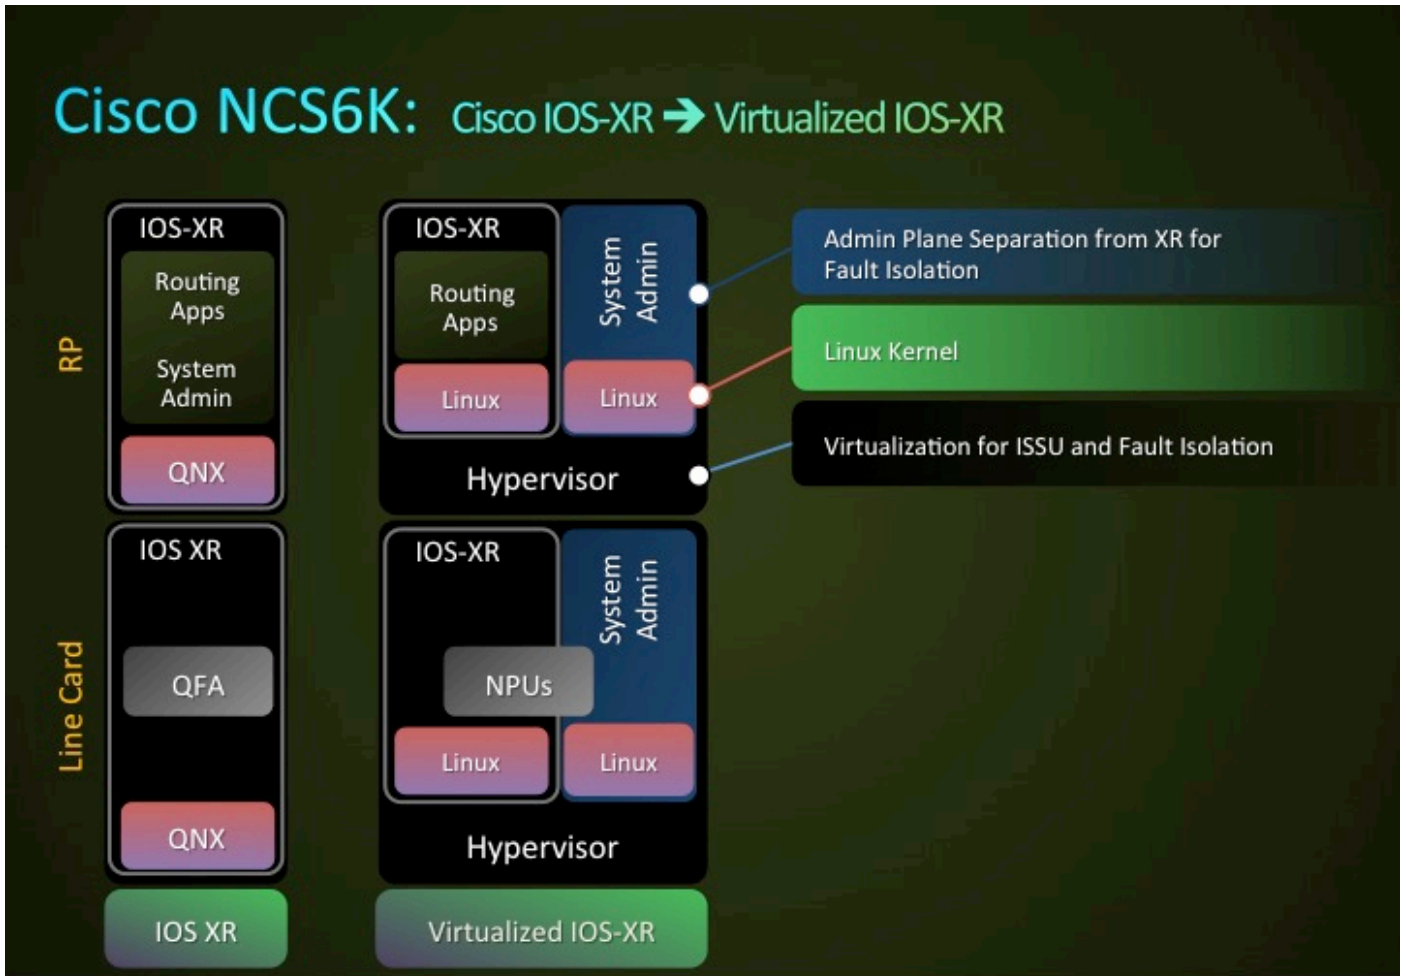 Cisco NCS6K: Cisco IOS-XR ➔ Virtualized IOS-XR
RP
IOS-XR
Routing
Apps
System
Admin
QNX
IOS-XR
Routing
Apps
Linux
System
Admin
Linux
Hypervisor
Admin Plane Separation from XR for
Fault Isolation
Linux Kernel
Virtualization for ISSU and Fault Isolation
Line Card
IOS XR
QFA
QNX
IOS-XR
System
Admin
NPUs
Linux
Linux
Hypervisor
IOS XR
Virtualized IOS-XR